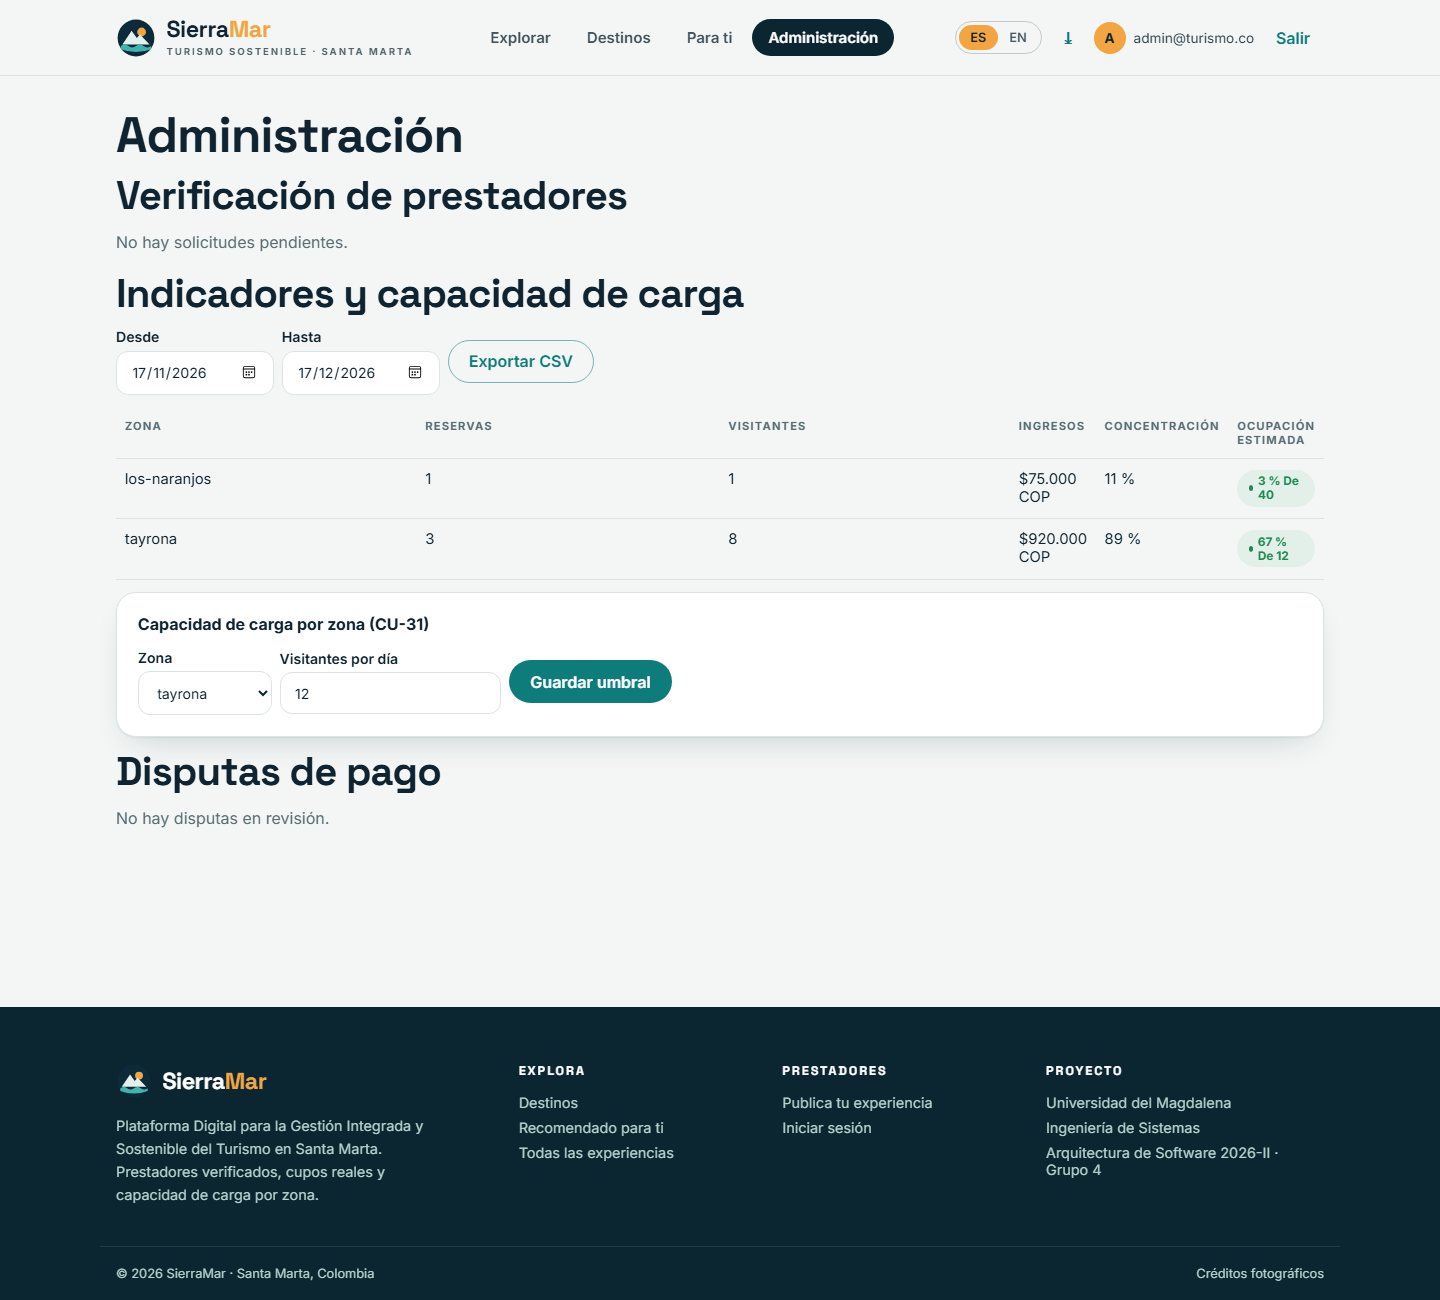 SierraMar
TURISMO SOSTENIBLE · SANTA MARTA
Explorar
Destinos
Para ti
Administración
ES
EN
A
admin@turismo.co
Salir
Administración
Verificación de prestadores
No hay solicitudes pendientes.
Indicadores y capacidad de carga
Desde
Hasta
17/11/2026
17/12/2026
Exportar CSV
ZONA
RESERVAS
VISITANTES
INGRESOS
CONCENTRACIÓN
OCUPACIÓN
ESTIMADA
los-naranjos
1
1
$75.000
COP
11 %
3 % De
40
tayrona
3
8
$920.000
COP
89 %
67 %
De 12
Capacidad de carga por zona (CU-31)
Zona
Visitantes por día
tayrona
12
Guardar umbral
Disputas de pago
No hay disputas en revisión.
SierraMar
Plataforma Digital para la Gestión Integrada y
Sostenible del Turismo en Santa Marta.
Prestadores verificados, cupos reales y
capacidad de carga por zona.
EXPLORA
Destinos
Recomendado para ti
Todas las experiencias
PRESTADORES
Publica tu experiencia
Iniciar sesión
PROYECTO
Universidad del Magdalena
Ingeniería de Sistemas
Arquitectura de Software 2026-II ·
Grupo 4
© 2026 SierraMar · Santa Marta, Colombia
Créditos fotográficos